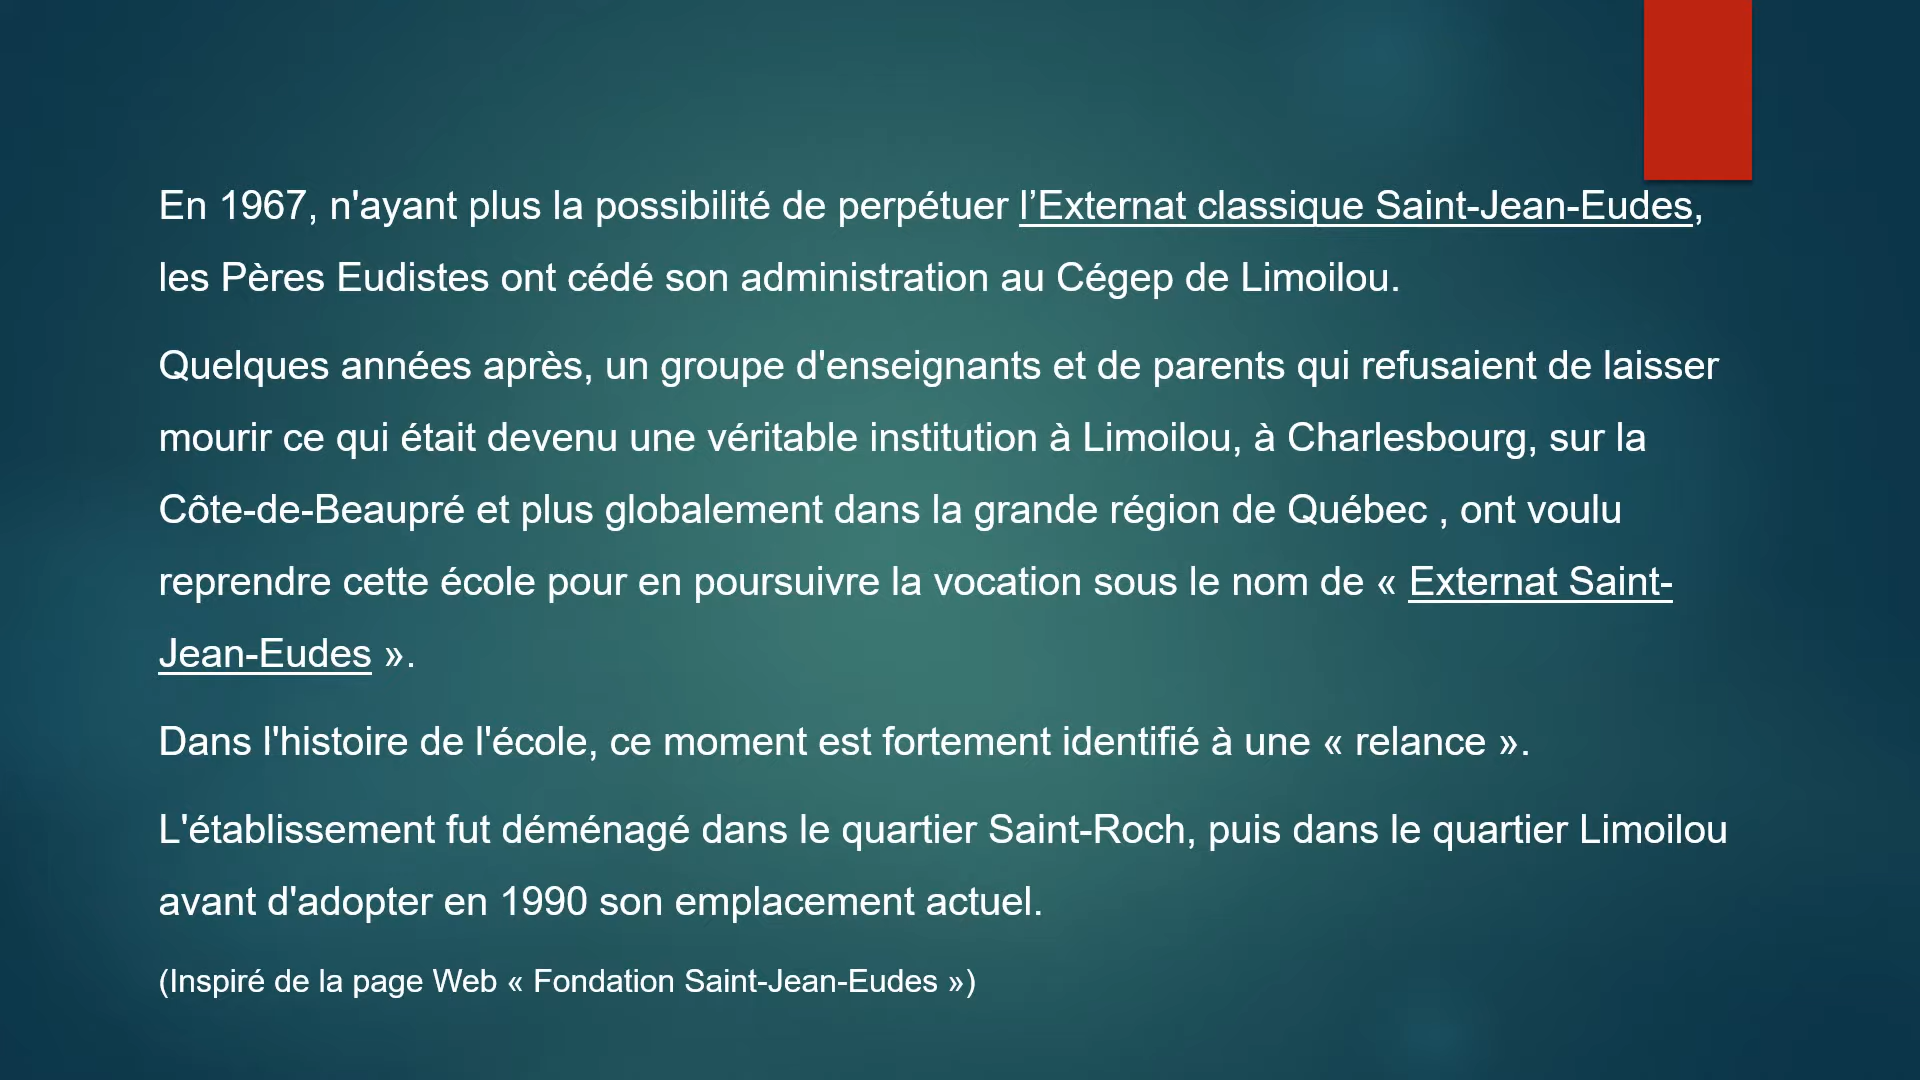 En 1967, n'ayant plus la possibilité de perpétuer l’Externat classique Saint-Jean-Eudes,
les Pères Eudistes ont cédé son administration au Cégep de Limoilou.
Quelques années après, un groupe d'enseignants et de parents qui refusaient de laisser
mourir ce qui était devenu une véritable institution à Limoilou, à Charlesbourg, sur la
Côte-de-Beaupré et plus globalement dans la grande région de Québec , ont voulu
reprendre cette école pour en poursuivre la vocation sous le nom de « Externat Saint-
Jean-Eudes ».
Dans l'histoire de l'école, ce moment est fortement identifié à une « relance ».
L'établissement fut déménagé dans le quartier Saint-Roch, puis dans le quartier Limoilou
avant d'adopter en 1990 son emplacement actuel.
(Inspiré de la page Web « Fondation Saint-Jean-Eudes »)